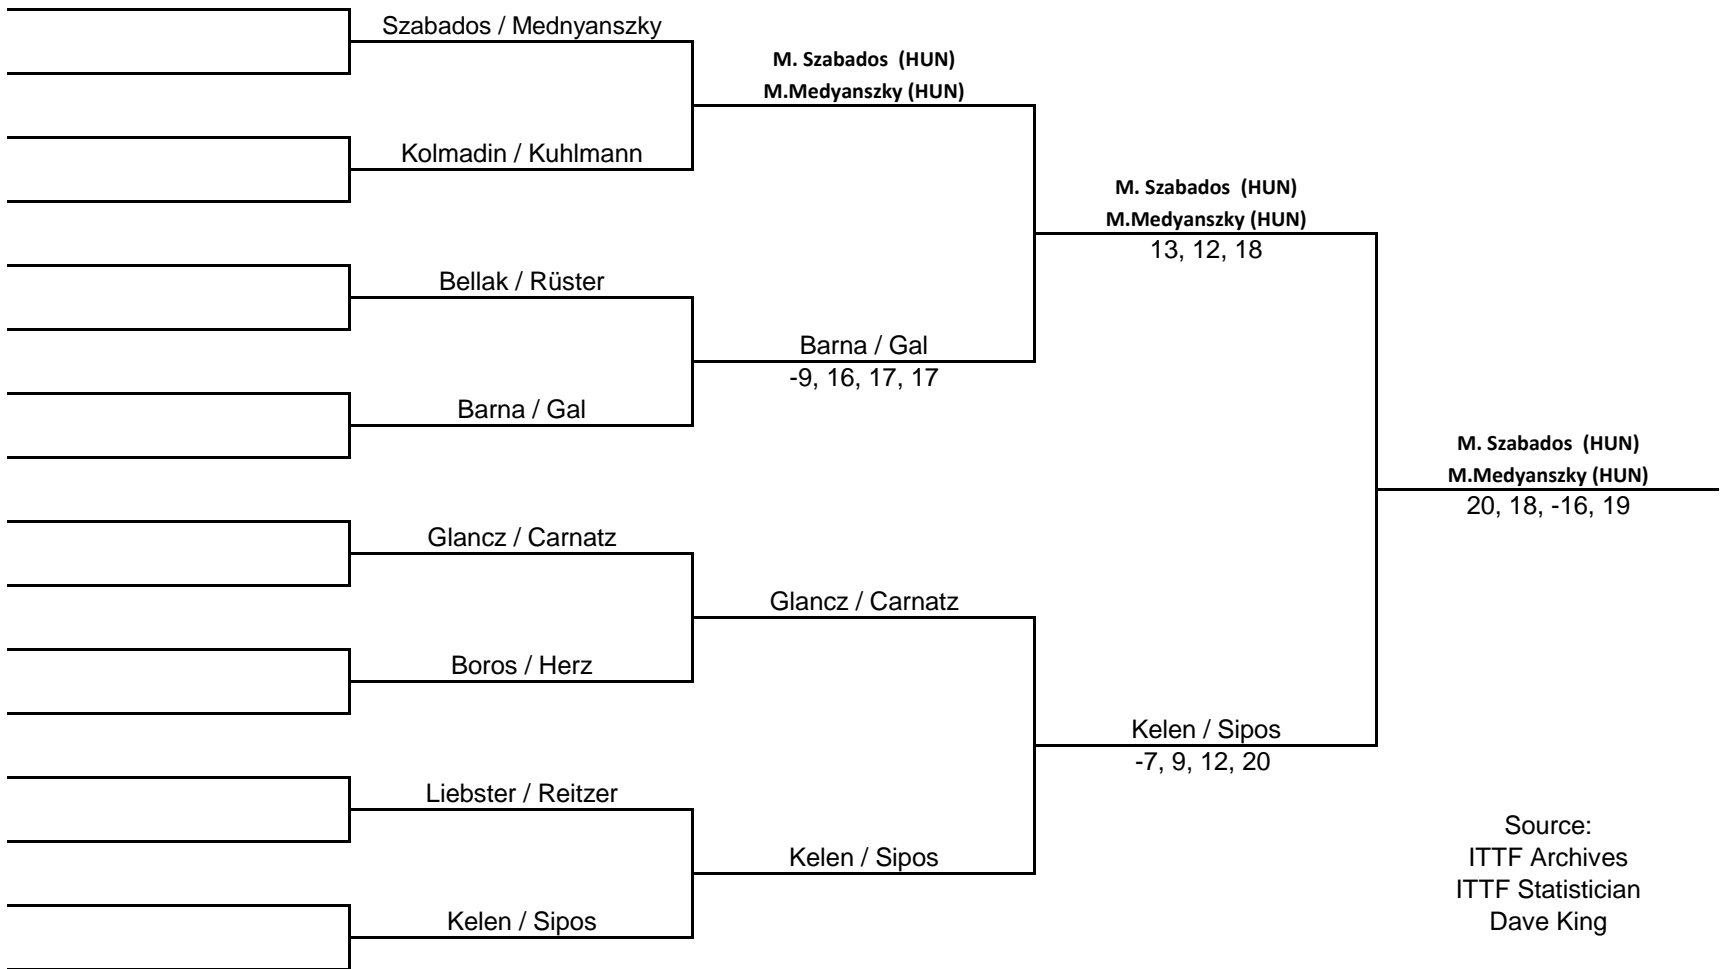 Szabados / Mednyanszky
M. Szabados  (HUN)
M.Medyanszky (HUN)
Kolmadin / Kuhlmann
M. Szabados  (HUN)
M.Medyanszky (HUN)
13, 12, 18
Bellak / Rüster
Barna / Gal
-9, 16, 17, 17
Barna / Gal
M. Szabados  (HUN)
M.Medyanszky (HUN)
20, 18, -16, 19
Glancz / Carnatz
Glancz / Carnatz
Boros / Herz
Kelen / Sipos
-7, 9, 12, 20
Liebster / Reitzer
Kelen / Sipos
Kelen / Sipos
Source:
ITTF Archives
ITTF Statistician
Dave King